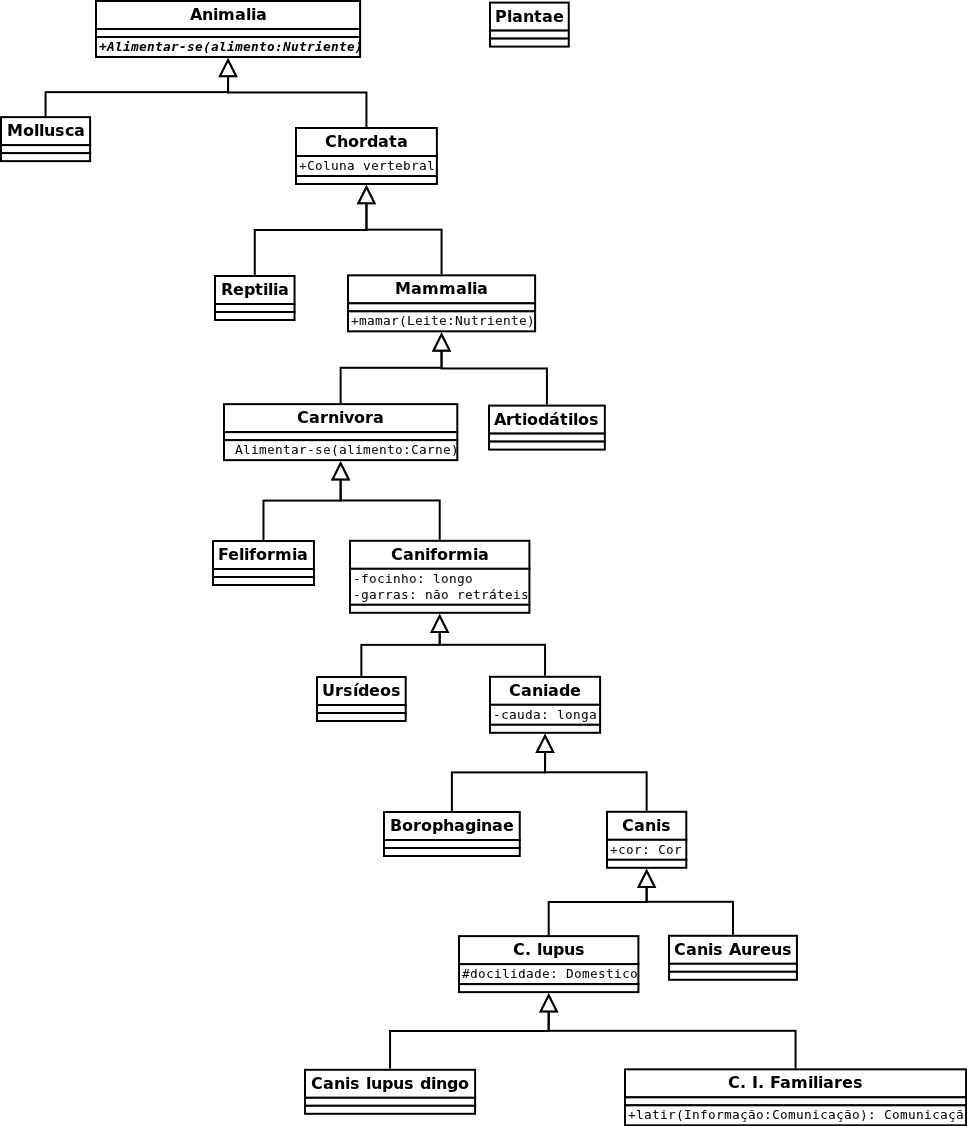 Animalia
Plantae
+Alimentar-se(alimento:Nutriente)
Mollusca
Chordata
+Coluna vertebral
Reptilia
Mammalia
+mamar(Leite:Nutriente)
Carnivora
Artiodátilos
Alimentar-se(alimento:Carne)
Feliformia
Caniformia
-focinho: longo
-garras: não retráteis
Ursídeos
Caniade
-cauda: longa
Borophaginae
Canis
+cor: Cor
C. lupus
Canis Aureus
#docilidade: Domestico
Canis lupus dingo
C. I. Familiares
+latir(Informação:Comunicação): Comunicaçã